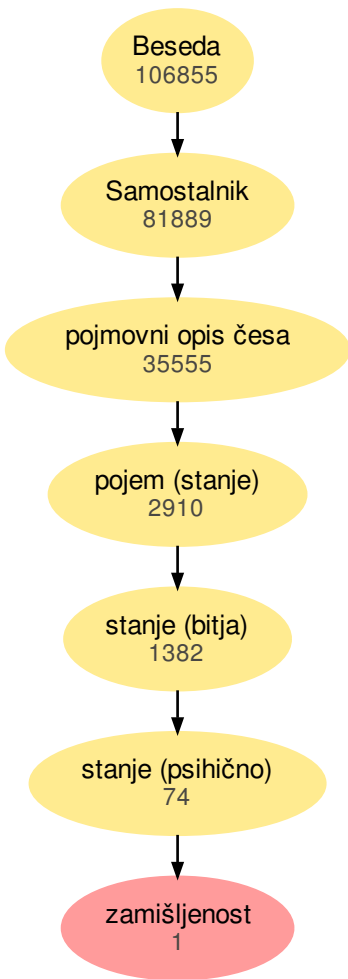 Beseda
106855
Samostalnik
81889
pojmovni opis česa
35555
pojem (stanje)
2910
stanje (bitja)
1382
stanje (psihično)
74
zamišljenost
1